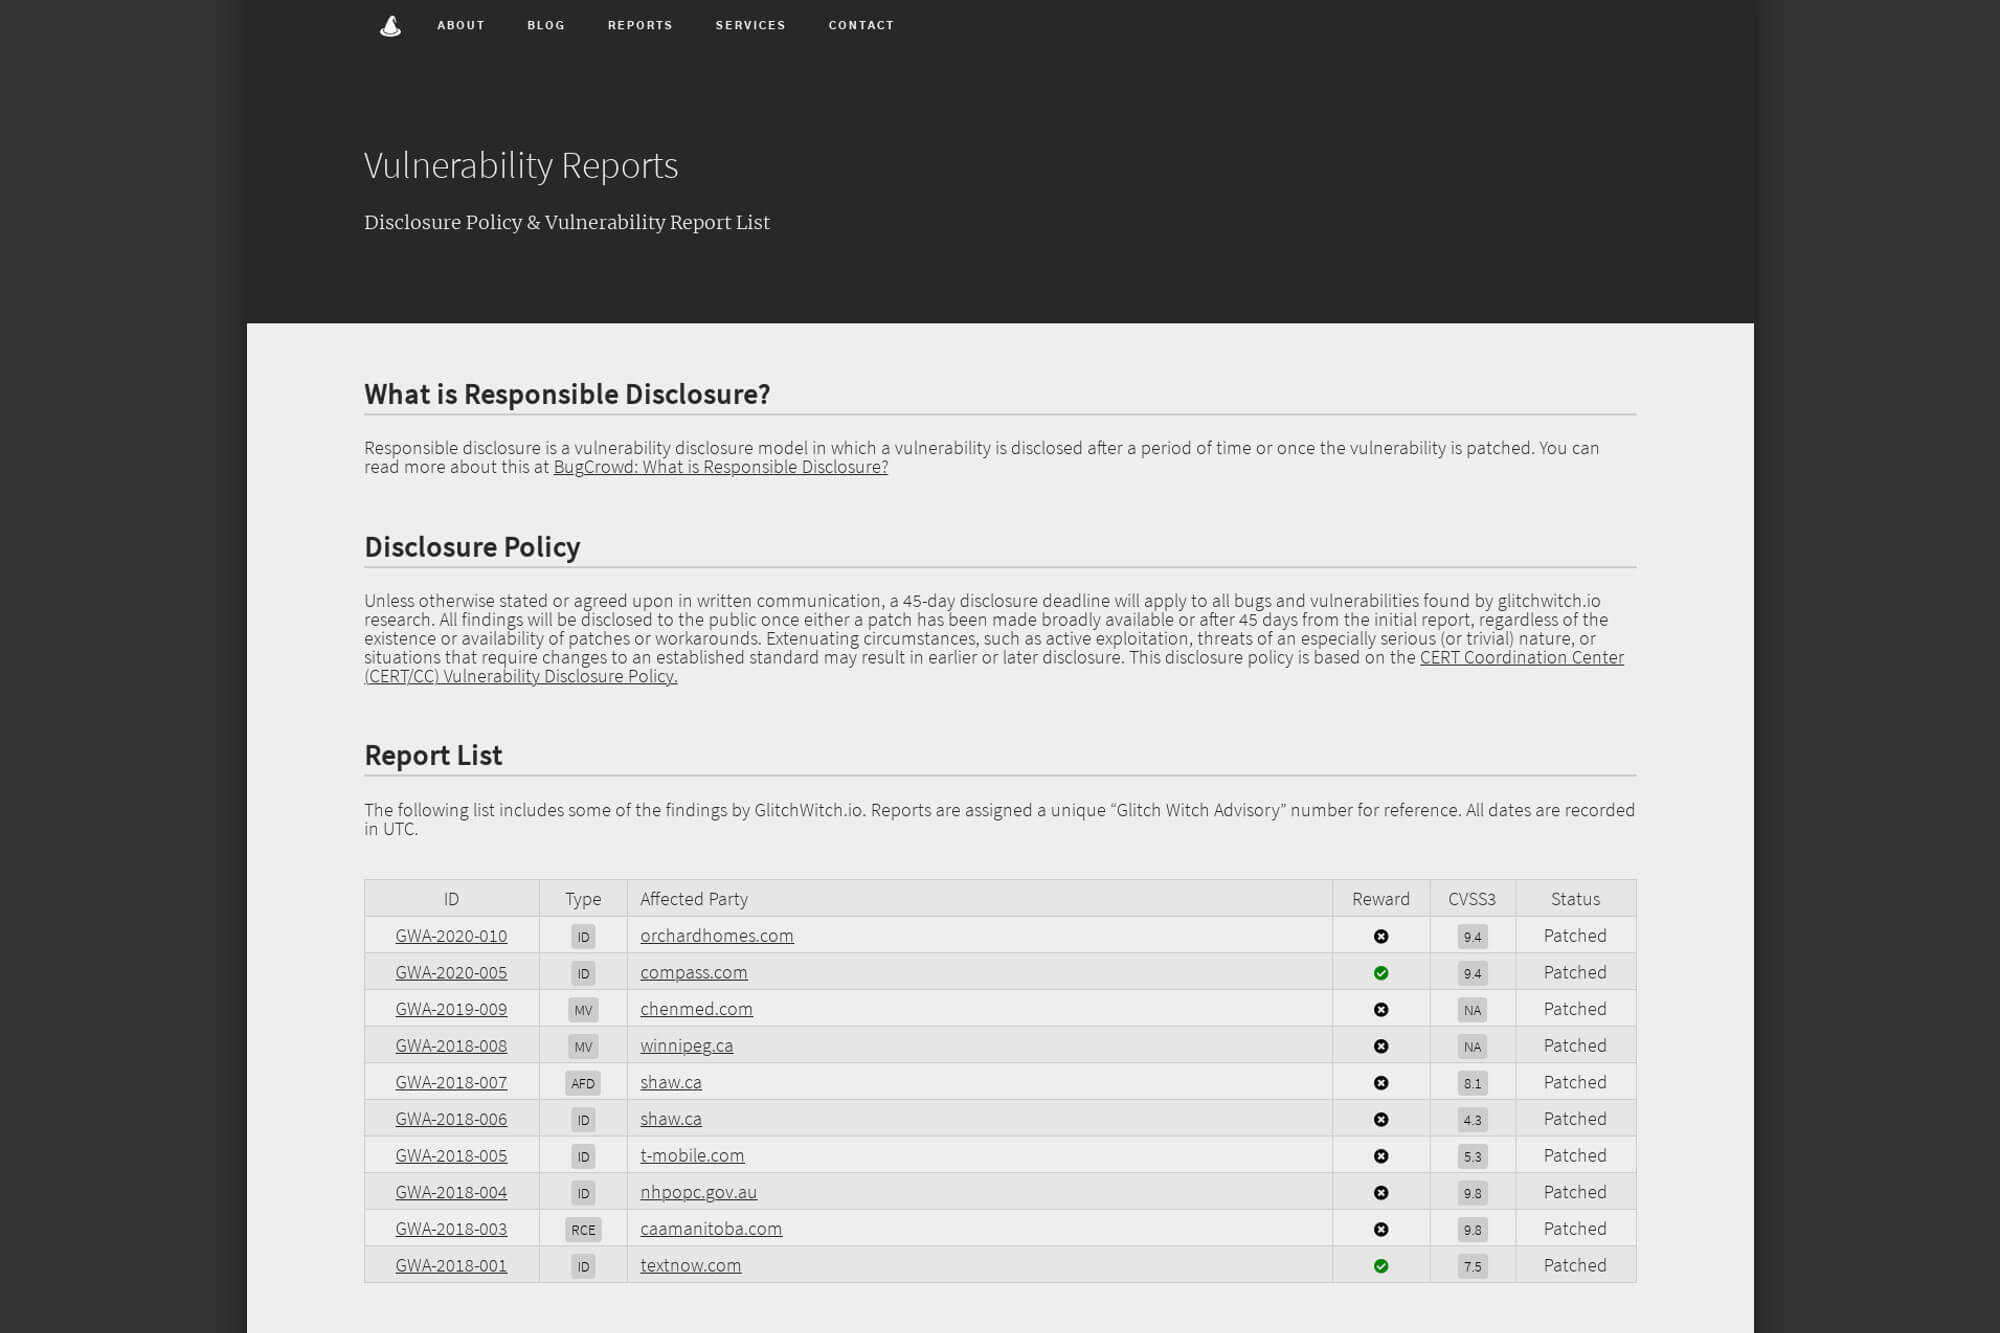 ABOUT BLOG REPORTS SERVICES CONTACT
Vulnerability Reports
Disclosure Policy & Vulnerability Report List
What is Responsible Disclosure?
Responsible disclosure is a vulnerability disclosure model in which a vulnerability is disclosed after a period of time or once the vulnerability is patched. You can
read more about this at BugCrowd: What is Responsible Disclosure?
Disclosure Policy
Unless otherwise stated or agreed upon in written communication, a 45-day disclosure deadline will apply to all bugs and vulnerabilities found by glitchwitch.io
research. All findings will be disclosed to the public once either a patch has been made broadly available or after 45 days from the initial report, regardless of the
existence or availability of patches or workarounds. Extenuating circumstances, such as active exploitation, threats of an especially serious (or trivial) nature, or
situations that require changes to an established standard may result in earlier or later disclosure. This disclosure policy is based on the CERT Coordination Center
(CERT/CC) Vulnerability Disclosure Policy.
Report List
The following list includes some of the findings by GlitchWitch.io. Reports are assigned a unique “Glitch Witch Advisory” number for reference. All dates are recorded
in UTC.
ID Type Affected Party Reward CVSS3 Status
GWA-2020-010 ID orchardhomes.com 9.4 Patched
GWA-2020-005 ID compass.com 9.4 Patched
GWA-2019-009 MV chenmed.com NA Patched
GWA-2018-008 MV winnipeg.ca NA Patched
GWA-2018-007 AFD shaw.ca 8.1 Patched
GWA-2018-006 ID shaw.ca 4.3 Patched
GWA-2018-005 ID t-mobile.com 5.3 Patched
GWA-2018-004 ID nhpopc.gov.au 9.8 Patched
GWA-2018-003 RCE caamanitoba.com 9.8 Patched
GWA-2018-001 ID textnow.com 7.5 Patched